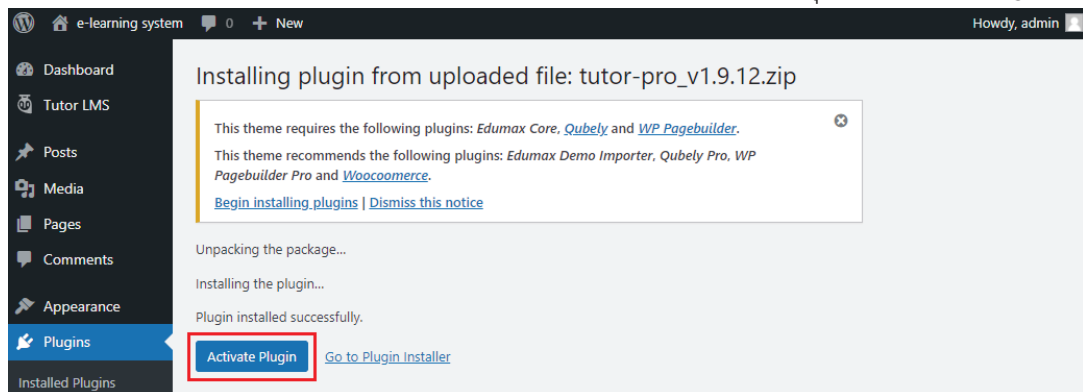 e-learning system 0 + New Howdy, admin
Dashboard
Tutor LMS
Posts
Media
Pages
Comments
Appearance
Plugins
Installed Plugins
Installing plugin from uploaded file: tutor-pro_v1.9.12.zip
This theme requires the following plugins: Edumax Core, Qubely and WP Pagebuilder.
This theme recommends the following plugins: Edumax Demo Importer, Qubely Pro, WP
Pagebuilder Pro and Woocoomerce.
Begin installing plugins | Dismiss this notice
Unpacking the package...
Installing the plugin...
Plugin installed successfully.
Activate Plugin Go to Plugin Installer